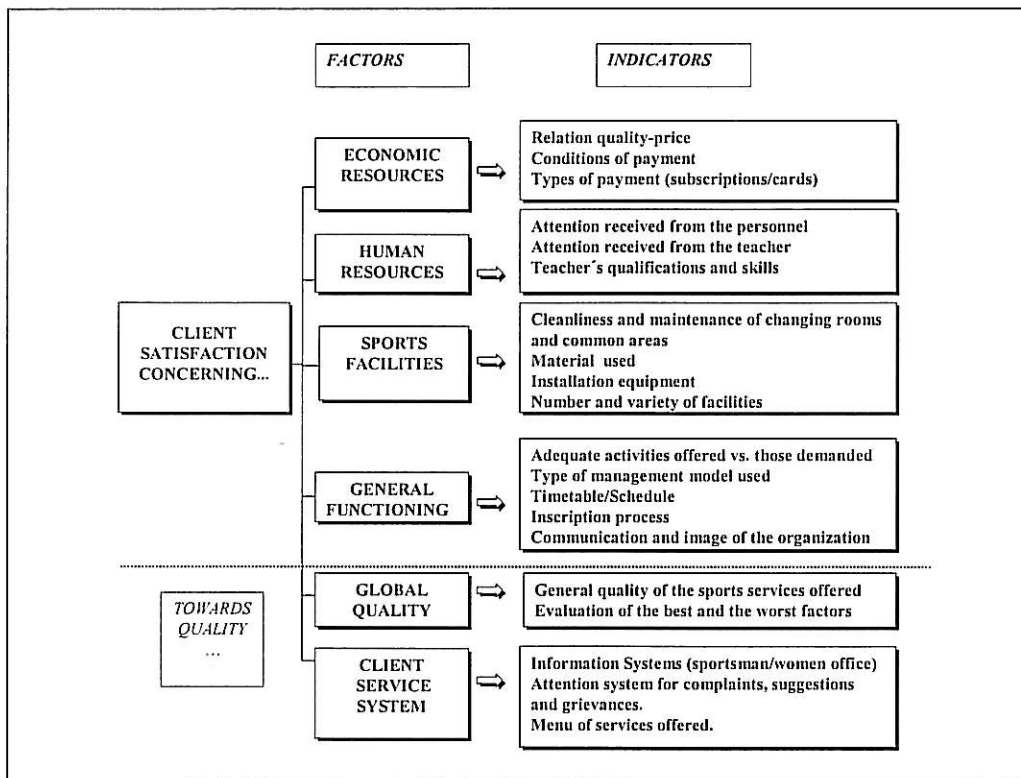 FACTORS
INDICATORS
ECONOMIC
RESOURCES
Relation quality-price
Conditions of payment
Types of payment (subscriptions/cards)
HUMAN
RESOURCES
Attention received from the personnel
Attention received from the teacher
Teacher´s qualifications and skills
CLIENT
SATISFACTION
CONCERNING...
SPORTS
FACILITIES
Cleanliness and maintenance of changing rooms
and common areas
Material used
Installation equipment
Number and variety of facilities
GENERAL
FUNCTIONING
Adequate activities offered vs. those demanded
Type of management model used
Timetable/Schedule
Inscription process
Communication and image of the organization
TOWARDS
QUALITY
...
GLOBAL
QUALITY
General quality of the sports services offered
Evaluation of the best and the worst factors
CLIENT
SERVICE
SYSTEM
Information Systems (sportsman/women office)
Attention system for complaints, suggestions
and grievances.
Menu of services offered.